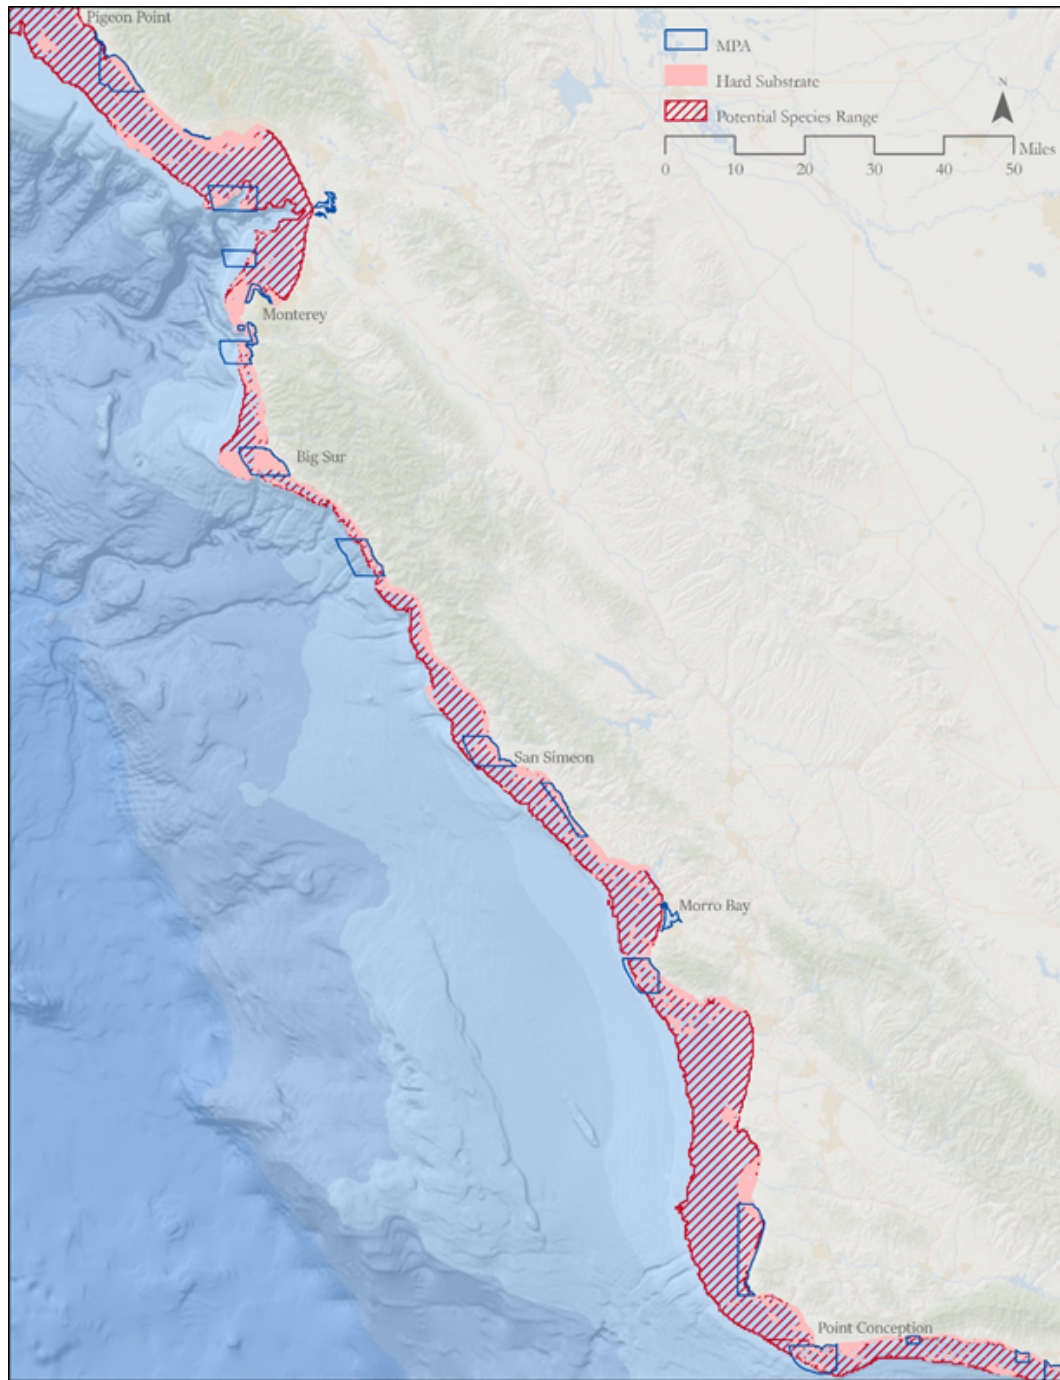 Pigeon Point
MPA
Hard Substrate
N
Potential Species Range
Miles
0 10 20 30 40 50
Monterey
Big Sur
San Simeon
Morro Bay
Point Conception